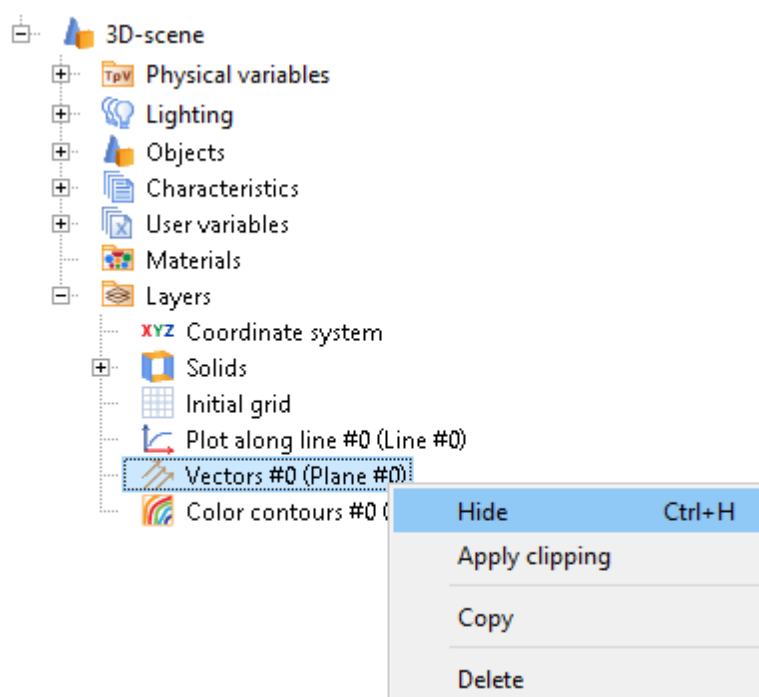 3D-scene
TpV Physical variables
Lighting
Objects
Characteristics
x User variables
Materials
Layers
XYZ Coordinate system
Solids
Initial grid
Plot along line #0 (Line #0)
Vectors #0 (Plane #0)
Color contours #0 (
Hide Ctrl+H
Apply clipping
Copy
Delete